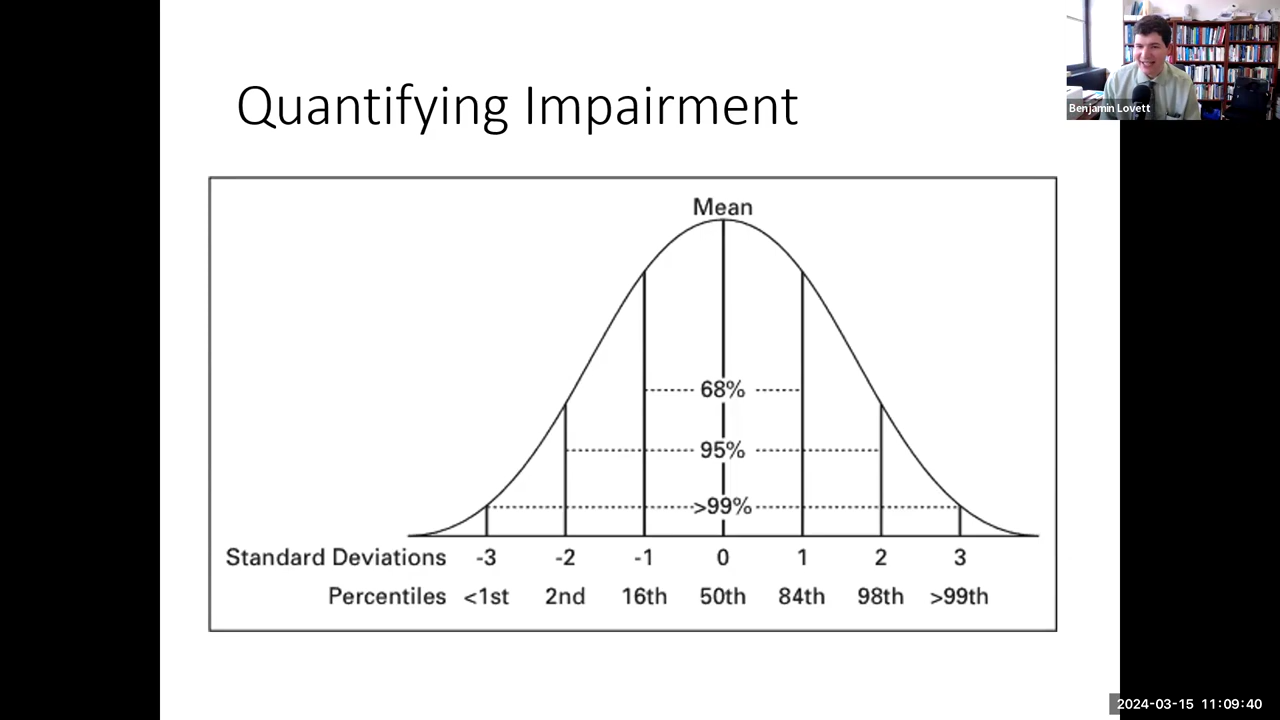 Quantifying Impairment
Benjamin Lovett
Mean
68%
95%
>99%
Standard Deviations -3 -2 -1 0 1 2 3
Percentiles <1st 2nd 16th 50th 84th 98th >99th
2024-03-15 11:09:40